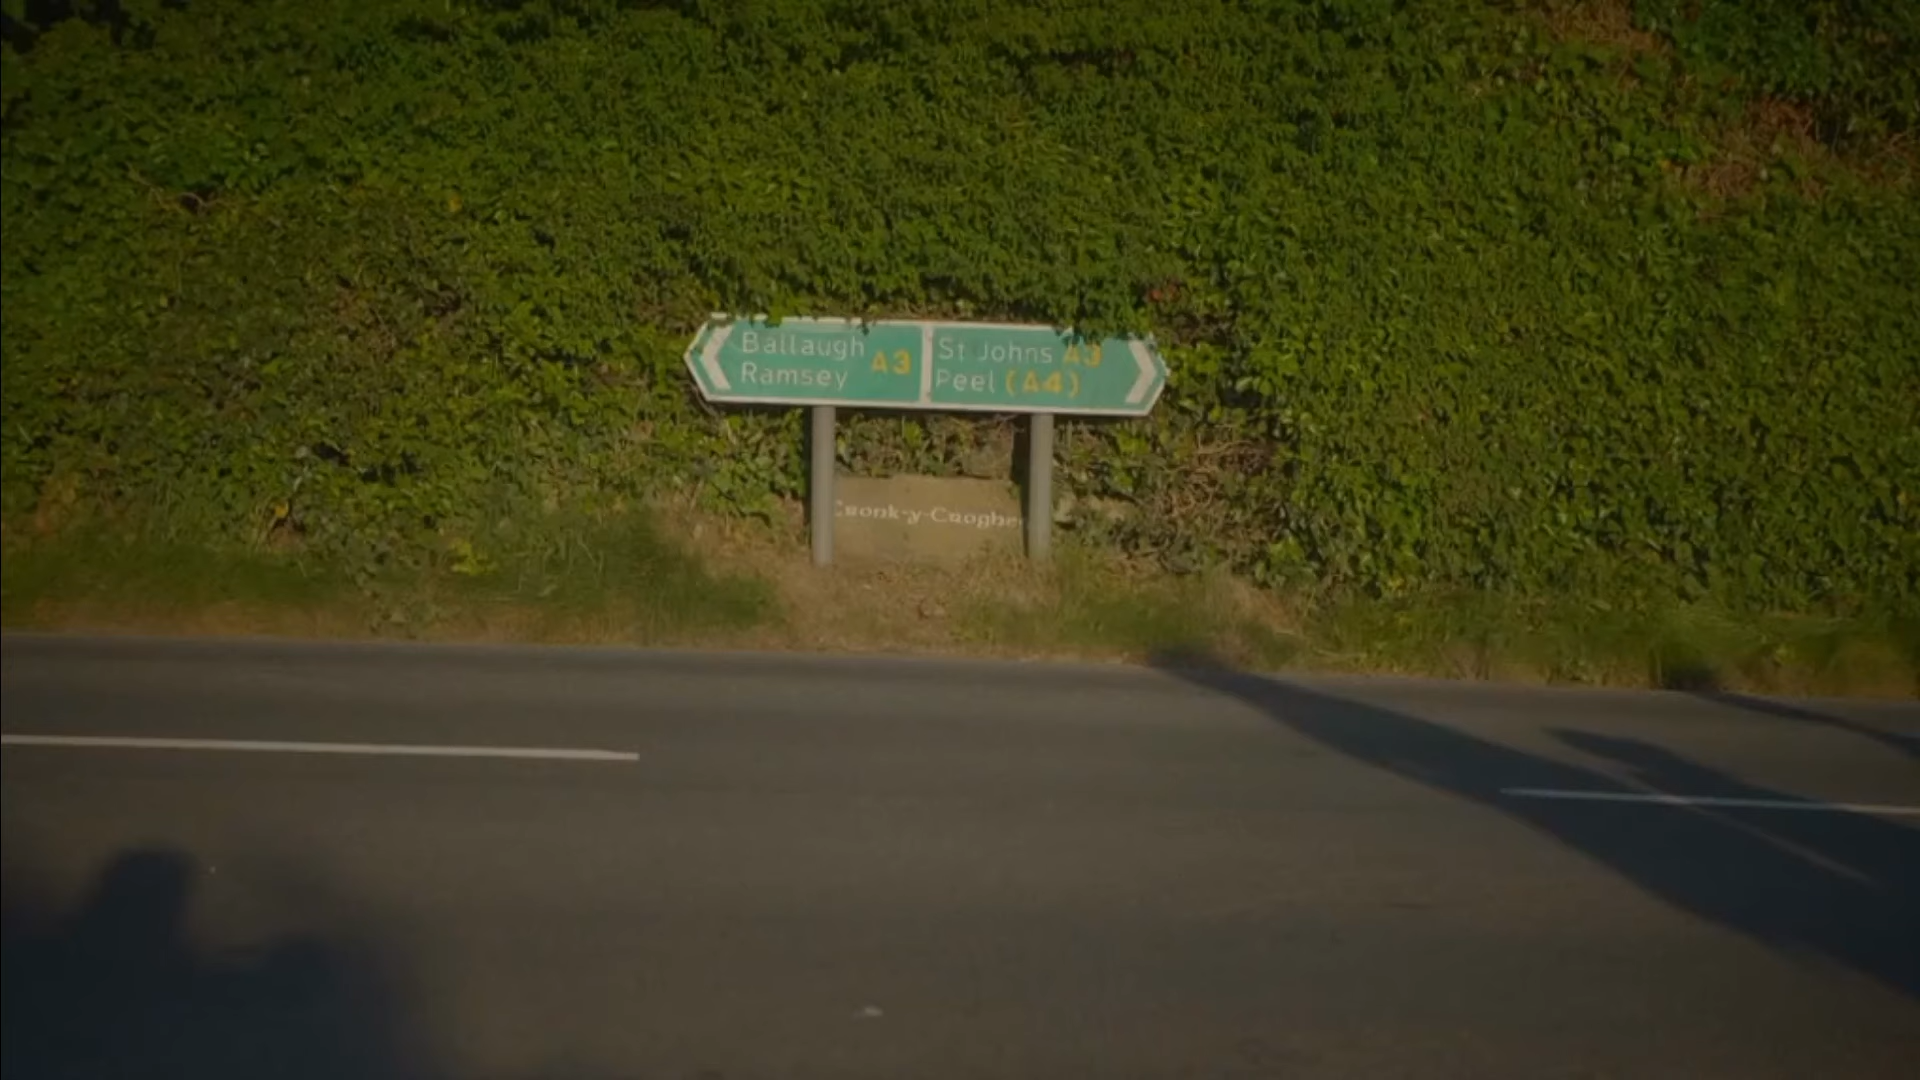 Ballaugh
Ramsey
A3
St Johns A3
Peel (A4)